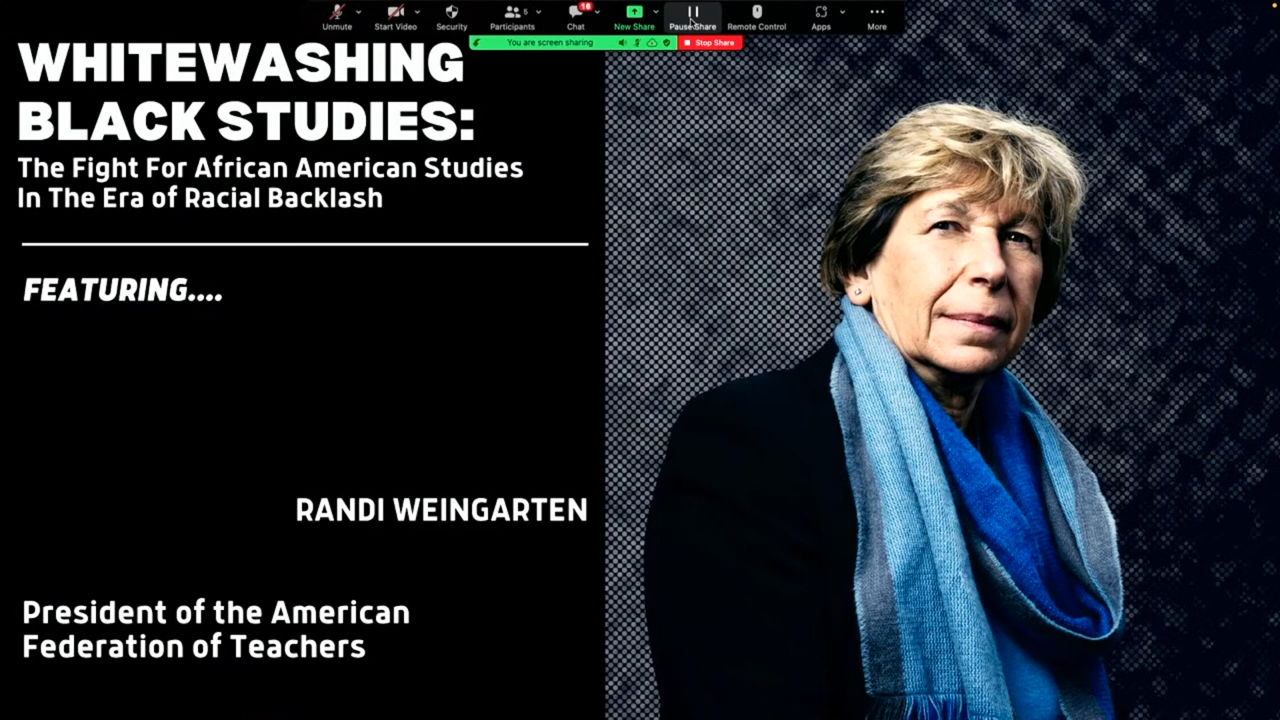 Unmute
Start Video
Security
Participants
5
Chat
18
New Share
Pause Share
Remote Control
Apps
More
You are screen sharing
Stop Share
WHITEWASHING
BLACK STUDIES:
The Fight For African American Studies
In The Era of Racial Backlash
FEATURING....
RANDI WEINGARTEN
President of the American
Federation of Teachers